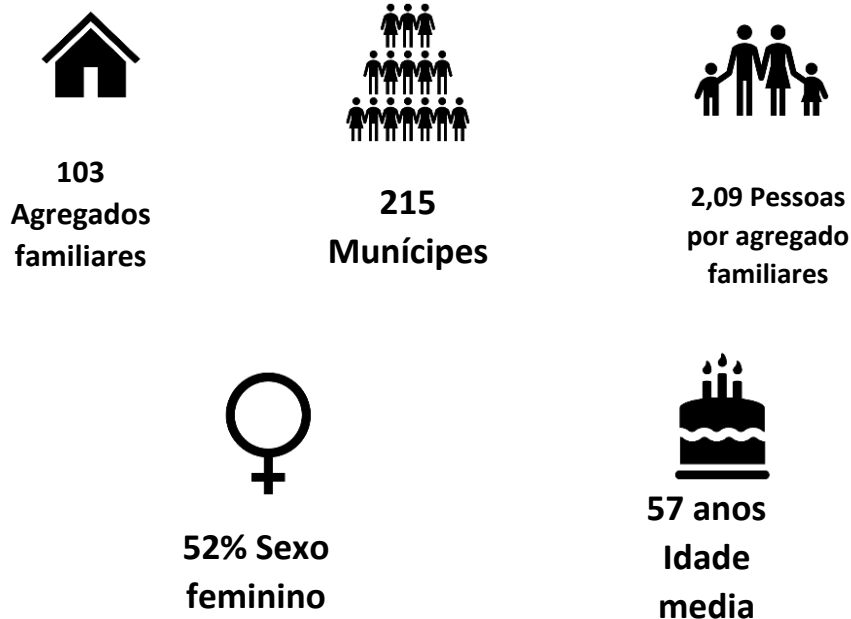 103
Agregados
familiares
215
Munícipes
2,09 Pessoas
por agregado
familiares
52% Sexo
feminino
57 anos
Idade
media